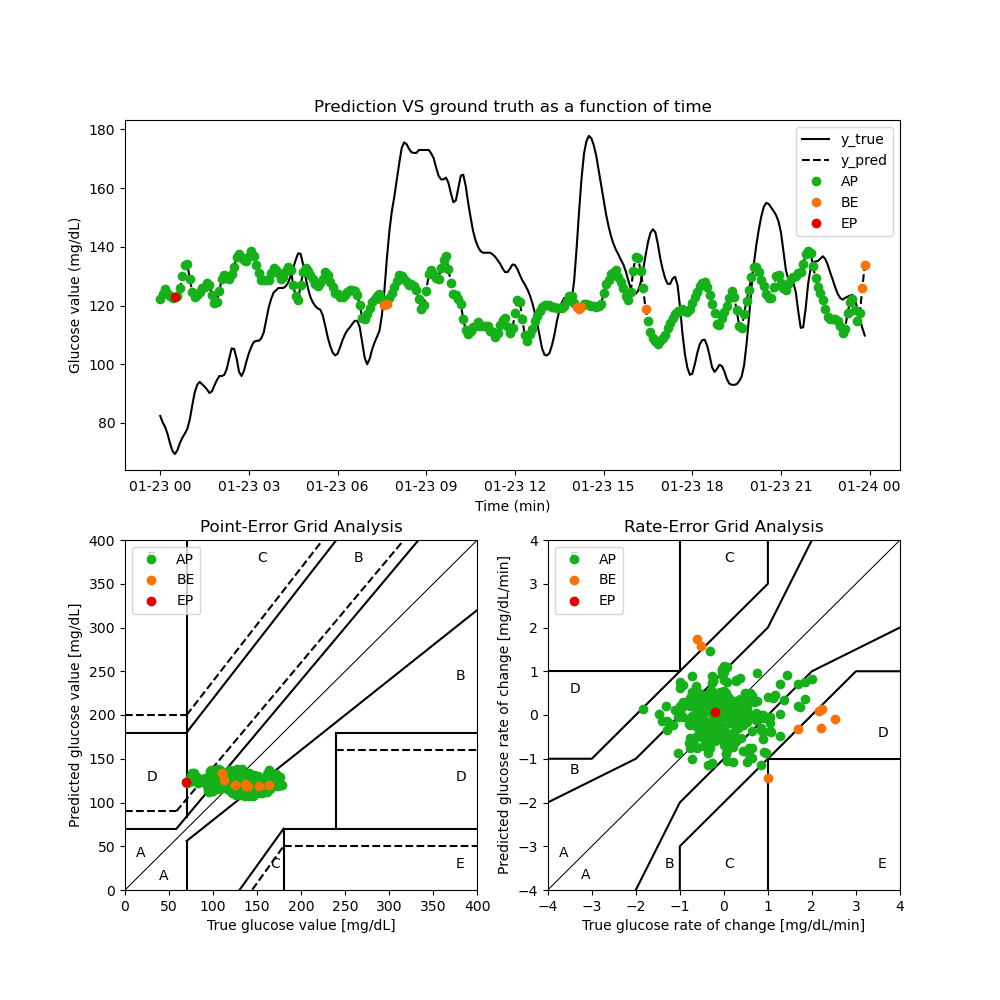 Prediction VS ground truth as a function of time
180
160
140
120
100
80
Glucose value (mg/dL)
y_true
y_pred
AP
BE
EP
01-23 00 01-23 03 01-23 06 01-23 09 01-23 12 01-23 15 01-23 18 01-23 21 01-24 00
Time (min)
Point-Error Grid Analysis
400
350
300
250
200
150
100
50
0
Predicted glucose value [mg/dL]
AP
BE
EP
C B
B
D D
A
A C E
0 50 100 150 200 250 300 350 400
True glucose value [mg/dL]
Rate-Error Grid Analysis
4
3
2
1
0
−1
−2
−3
−4
Predicted glucose rate of change [mg/dL/min]
AP
BE
EP
C
D
D
B
A
A B C E
−4 −3 −2 −1 0 1 2 3 4
True glucose rate of change [mg/dL/min]